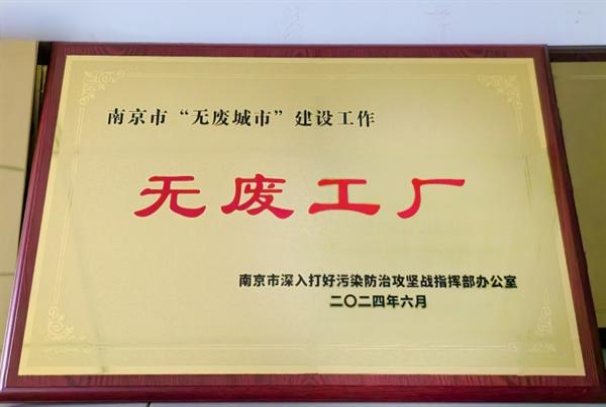 南京市“无废城市”建设工作
无废工厂
南京市深入打好污染防治攻坚战指挥部办公室
二〇二四年六月